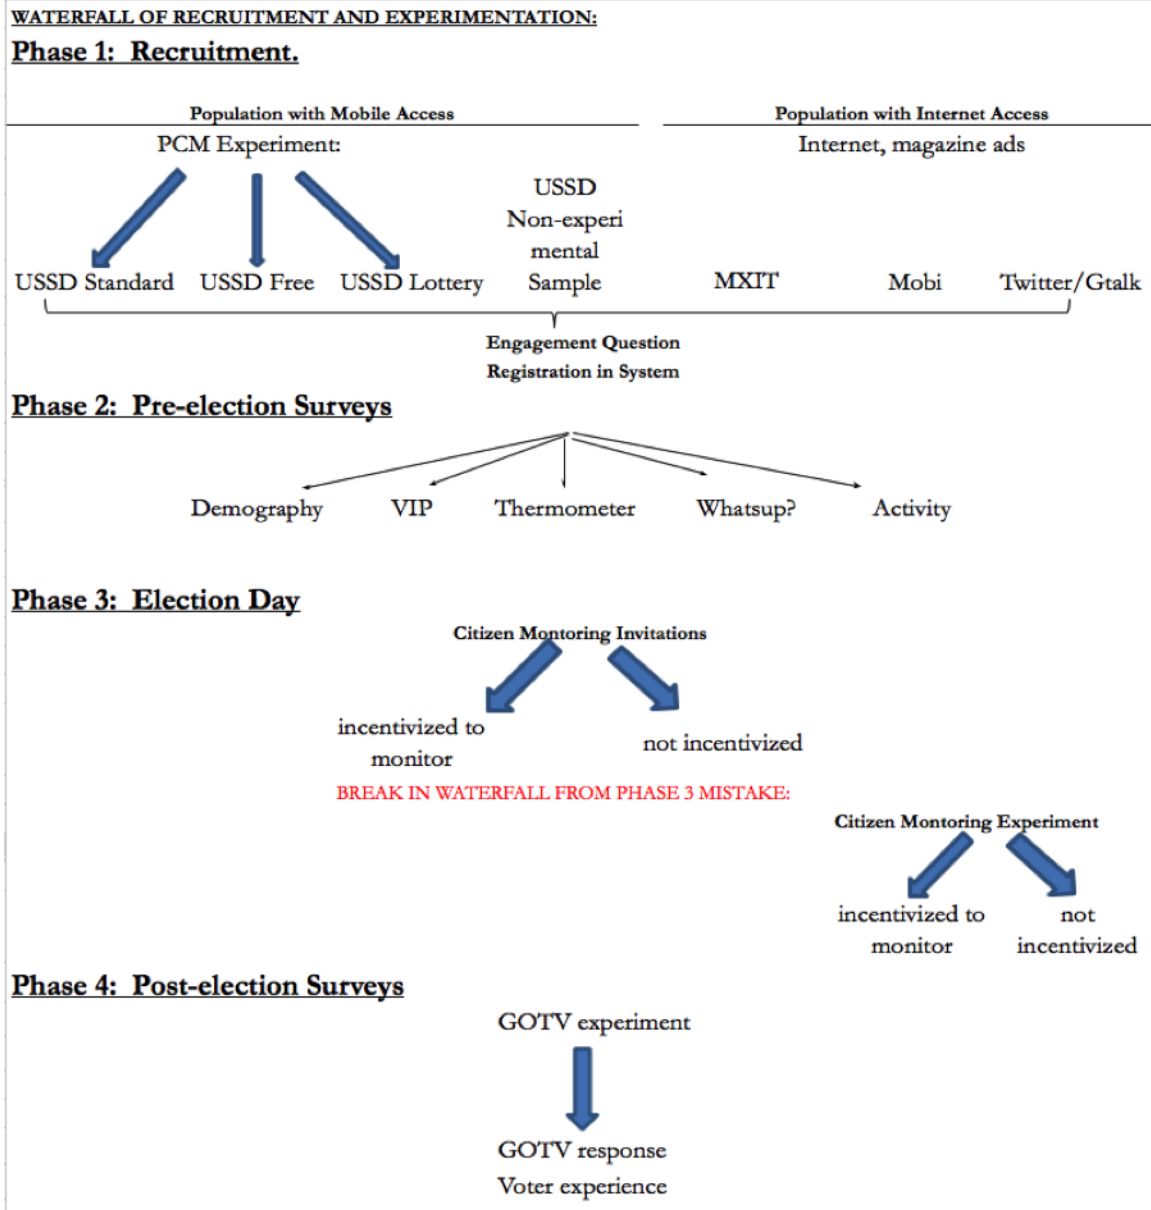 WATERFALL OF RECRUITMENT AND EXPERIMENTATION:
Phase 1:  Recruitment.
Population with Mobile Access
Population with Internet Access
PCM Experiment:
Internet, magazine ads
USSD
Non-experi
mental
USSD Standard
USSD Free
USSD Lottery
Sample
MXIT
Mobi
Twitter/Gtalk
Engagement Question
Registration in System
Phase 2:  Pre-election Surveys
Demography
VIP
Thermometer
Whatsup?
Activity
Phase 3:  Election Day
Citizen Montoring Invitations
incentivized to
monitor
not incentivized
BREAK IN WATERFALL FROM PHASE 3 MISTAKE:
Citizen Montoring Experiment
incentivized to
monitor
not
incentivized
Phase 4:  Post-election Surveys
GOTV experiment
GOTV response
Voter experience